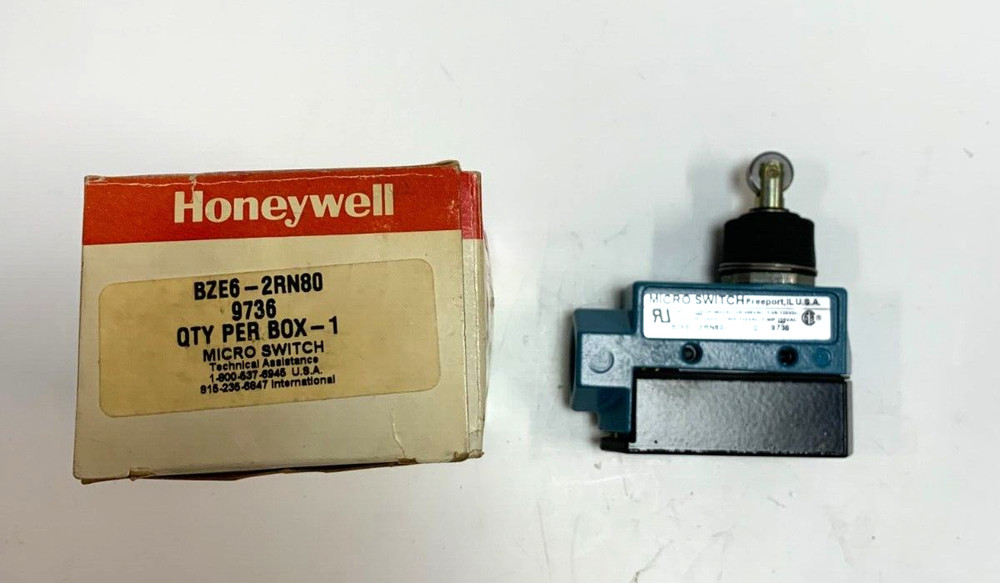 Honeywell
BZE6-2RN80
9736
QTY PER BOX-1
MICRO SWITCH
Technical Assistance
1-800-537-6945 U.S.A.
815-235-6847 International
MICRO SWITCH Freeport, IL U.S.A.
9736